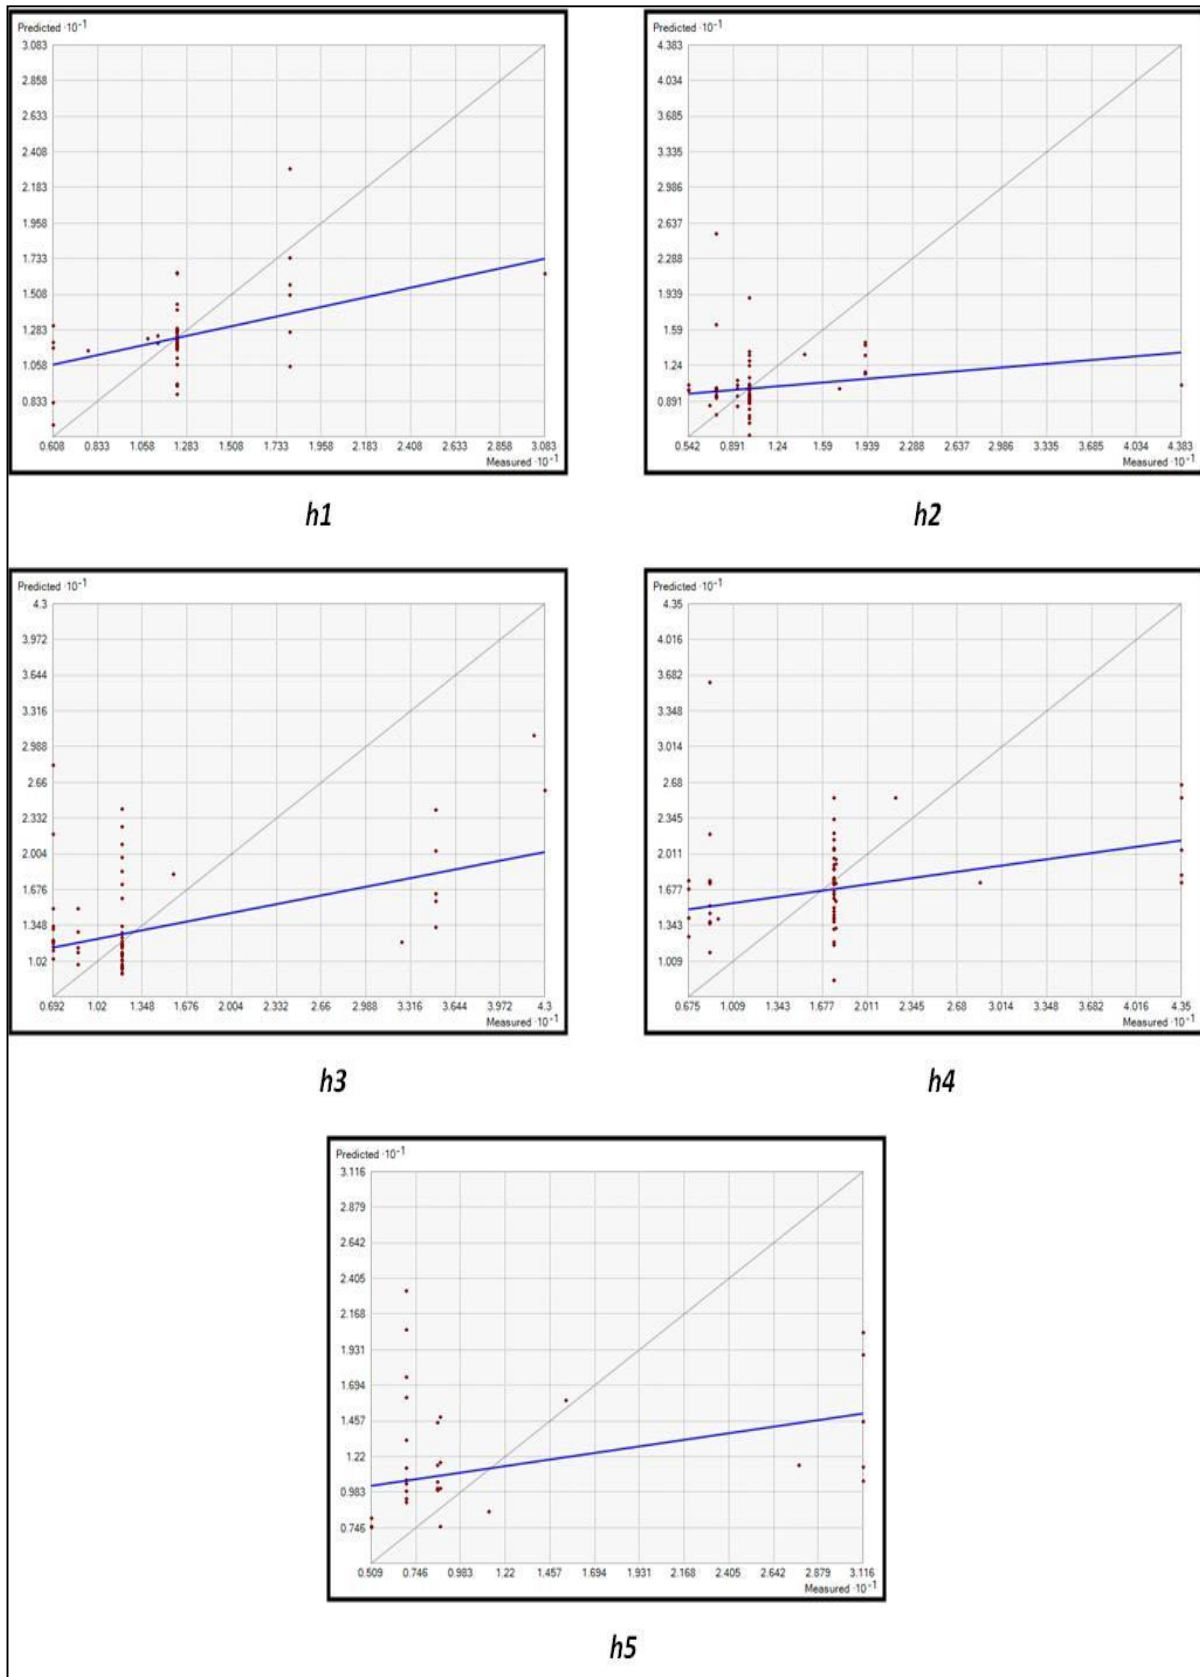 Predicted ·10⁻¹
3.083
2.858
2.633
2.408
2.183
1.958
1.733
1.508
1.283
1.058
0.833
0.608 0.833 1.058 1.283 1.508 1.733 1.958 2.183 2.408 2.633 2.858 3.083
Measured ·10⁻¹
h1
Predicted ·10⁻¹
4.383
4.034
3.685
3.335
2.986
2.637
2.288
1.939
1.59
1.24
0.891
0.542 0.891 1.24 1.59 1.939 2.288 2.637 2.986 3.335 3.685 4.034 4.383
Measured ·10⁻¹
h2
Predicted ·10⁻¹
4.3
3.972
3.644
3.316
2.988
2.66
2.332
2.004
1.676
1.348
1.02
0.692 1.02 1.348 1.676 2.004 2.332 2.66 2.988 3.316 3.644 3.972 4.3
Measured ·10⁻¹
h3
Predicted ·10⁻¹
4.35
4.016
3.682
3.348
3.014
2.68
2.345
2.011
1.677
1.343
1.009
0.675 1.009 1.343 1.677 2.011 2.345 2.68 3.014 3.348 3.682 4.016 4.35
Measured ·10⁻¹
h4
Predicted ·10⁻¹
3.116
2.879
2.642
2.405
2.168
1.931
1.694
1.457
1.22
0.983
0.746
0.509 0.746 0.983 1.22 1.457 1.694 1.931 2.168 2.405 2.642 2.879 3.116
Measured ·10⁻¹
h5